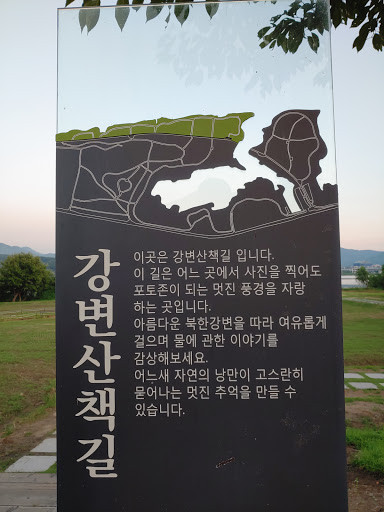 강변산책길
이곳은 강변산책길 입니다.
이 길은 어느 곳에서 사진을 찍어도
포토존이 되는 멋진 풍경을 자랑
하는 곳입니다.
아름다운 북한강변을 따라 여유롭게
걸으며 물에 관한 이야기를
감상해보세요.
어느새 자연의 낭만이 고스란히
묻어나는 멋진 추억을 만들 수
있습니다.